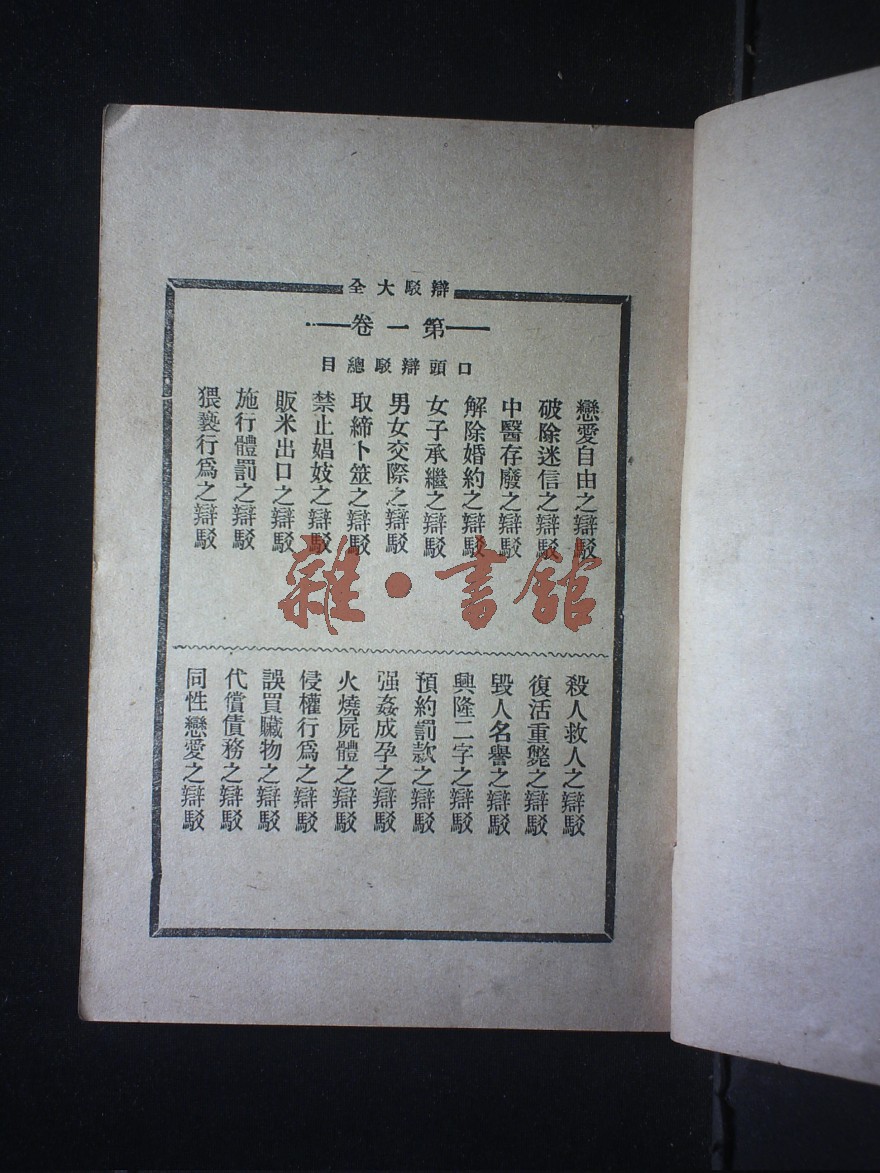 辯駁大全
第一卷
口頭辯駁總目
戀愛自由之辯駁
破除迷信之辯駁
中醫存廢之辯駁
解除婚約之辯駁
女子承繼之辯駁
男女交際之辯駁
取締卜筮之辯駁
禁止娼妓之辯駁
販米出口之辯駁
施行體罰之辯駁
猥褻行爲之辯駁
殺人救人之辯駁
復活重斃之辯駁
毀人名譽之辯駁
興隆二字之辯駁
預約罰款之辯駁
强姦成孕之辯駁
火燒屍體之辯駁
侵權行爲之辯駁
誤買贜物之辯駁
代償債務之辯駁
同性戀愛之辯駁
雜·書館